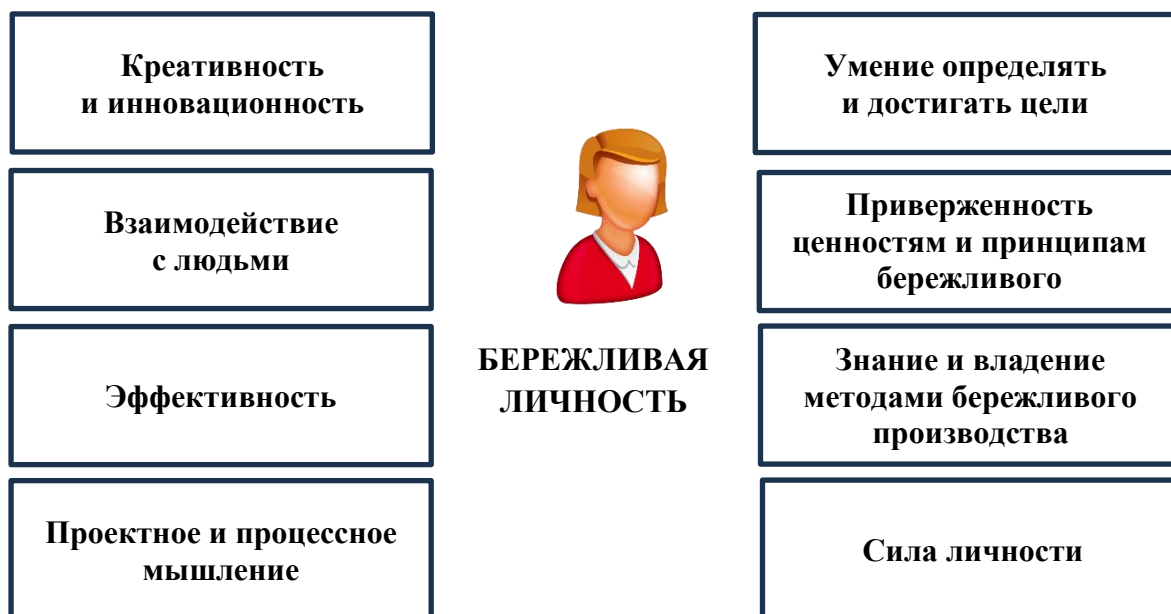 Креативность
и инновационность
Взаимодействие
с людьми
Эффективность
Проектное и процессное
мышление
БЕРЕЖЛИВАЯ
ЛИЧНОСТЬ
Умение определять
и достигать цели
Приверженность
ценностям и принципам
бережливого
Знание и владение
методами бережливого
производства
Сила личности